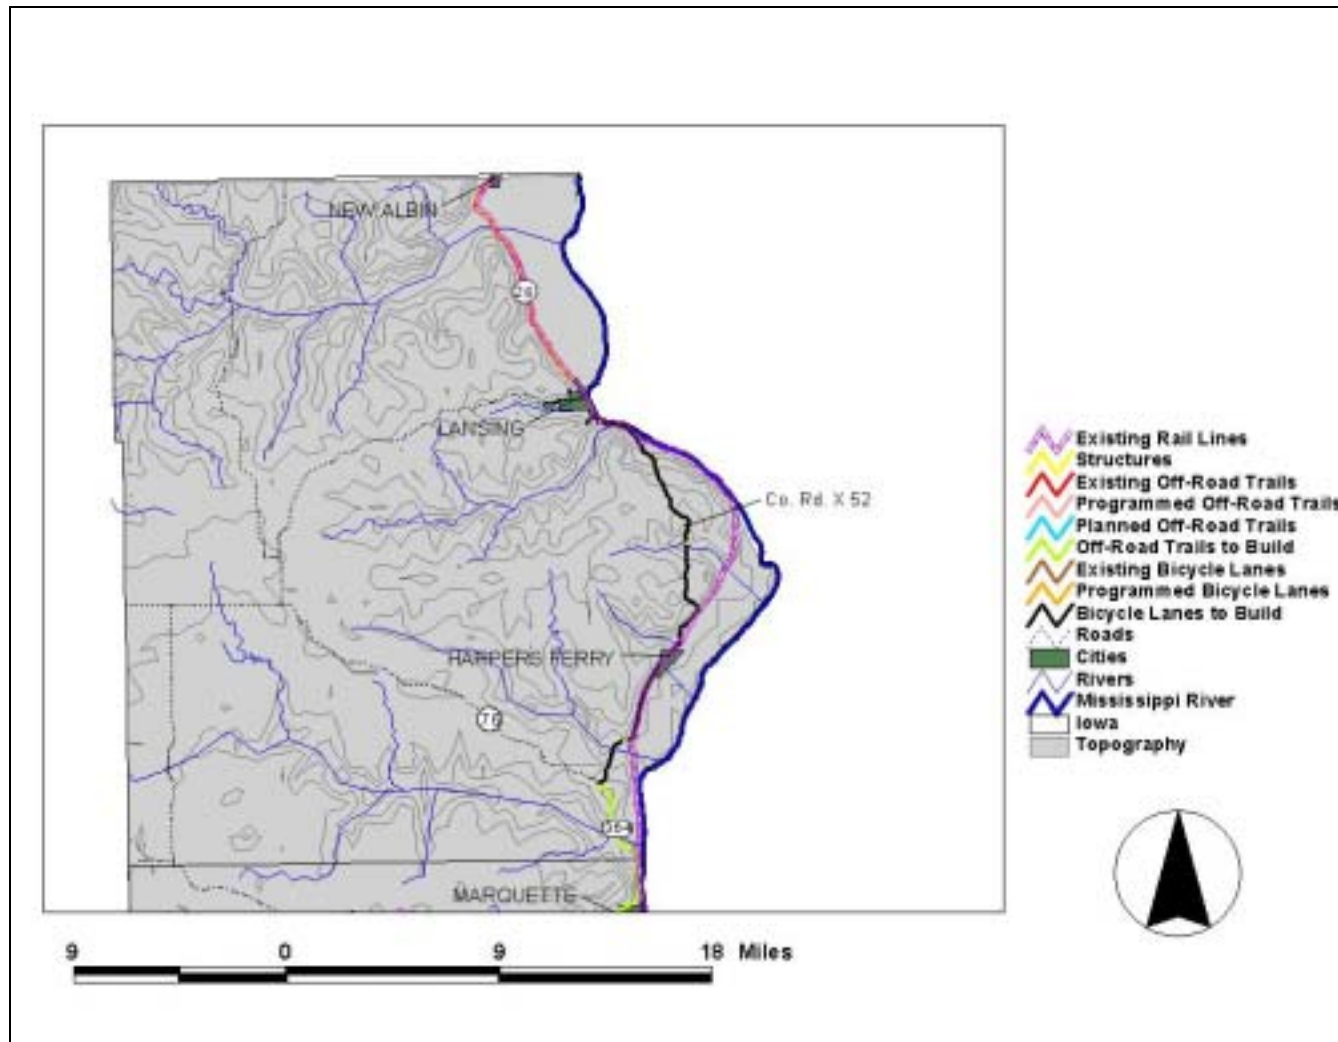 NEW ALBIN
26
LANSING
Co. Rd. X 52
HARPERS FERRY
76
364
MARQUETTE
Existing Rail Lines
Structures
Existing Off-Road Trails
Programmed Off-Road Trails
Planned Off-Road Trails
Off-Road Trails to Build
Existing Bicycle Lanes
Programmed Bicycle Lanes
Bicycle Lanes to Build
Roads
Cities
Rivers
Mississippi River
Iowa
Topography
9 0 9 18 Miles